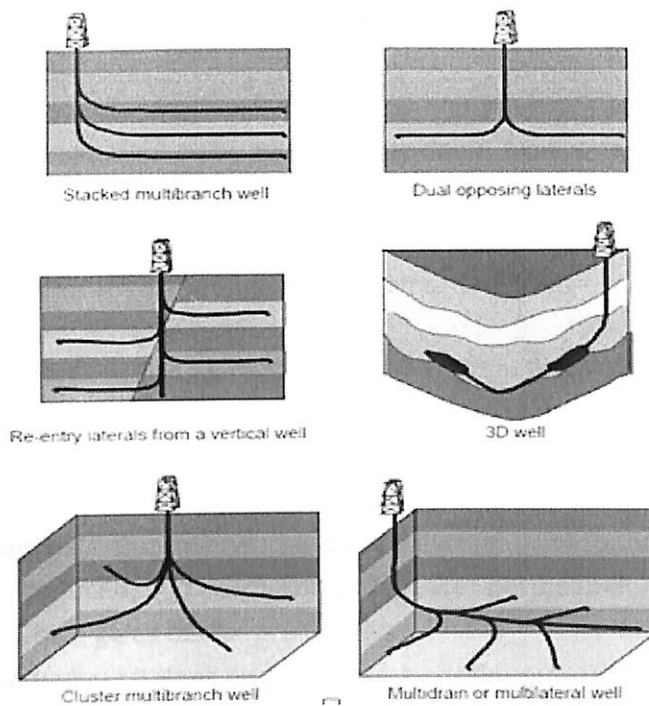 Stacked multibranch well
Dual opposing laterals
Re-entry laterals from a vertical well
3D well
Cluster multibranch well
Multidrain or multilateral well